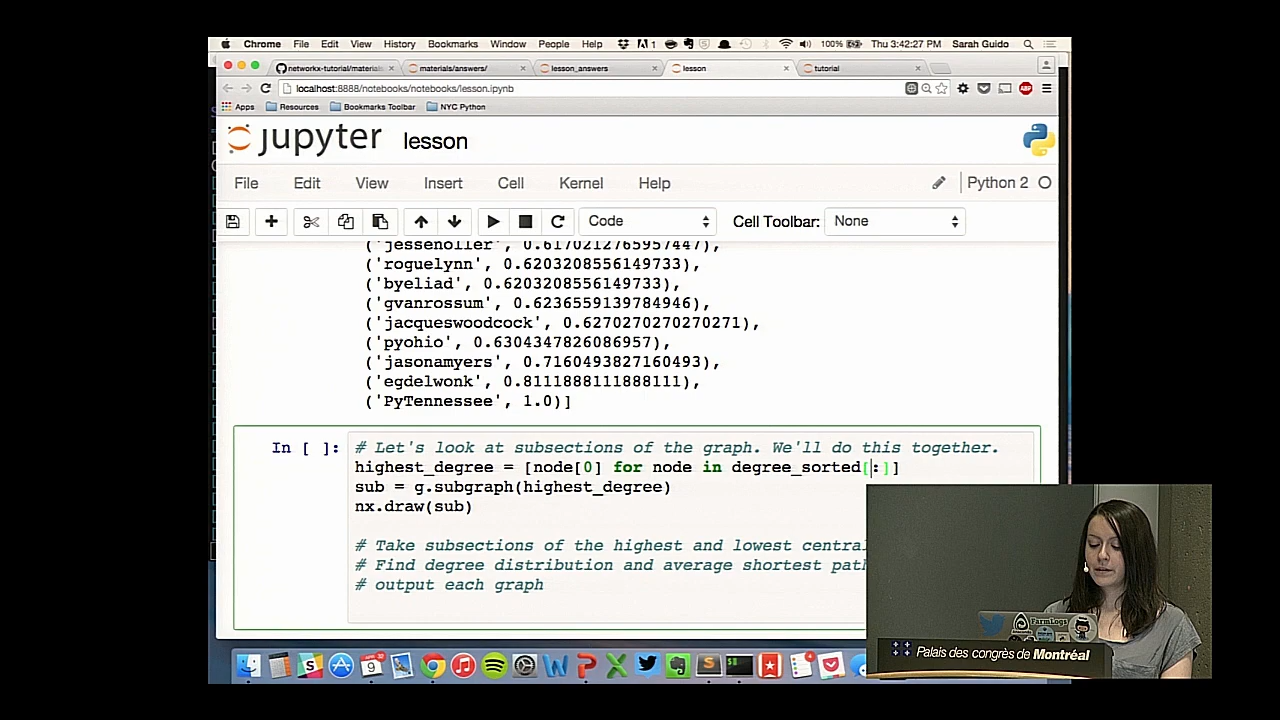 Chrome File Edit View History Bookmarks Window People Help 1 100% Thu 3:42:27 PM Sarah Guido
networkx-tutorial/materials materials/answers/ lesson_answers lesson tutorial
localhost:8888/notebooks/notebooks/lesson.ipynb
Apps Resources Bookmarks Toolbar NYC Python
jupyter lesson
File Edit View Insert Cell Kernel Help Python 2
Code Cell Toolbar: None
('jessenoller', 0.6170212765957447),
('roguelynn', 0.6203208556149733),
('byeliad', 0.6203208556149733),
('gvanrossum', 0.6236559139784946),
('jacqueswoodcock', 0.6270270270270271),
('pyohio', 0.6304347826086957),
('jasonamyers', 0.7160493827160493),
('egdelwonk', 0.8111888111888111),
('PyTennessee', 1.0)]
In [ ]: # Let's look at subsections of the graph. We'll do this together.
highest_degree = [node[0] for node in degree_sorted[:]]
sub = g.subgraph(highest_degree)
nx.draw(sub)
# Take subsections of the highest and lowest central
# Find degree distribution and average shortest path
# output each graph
FarmLogs
Palais des congrès de Montréal